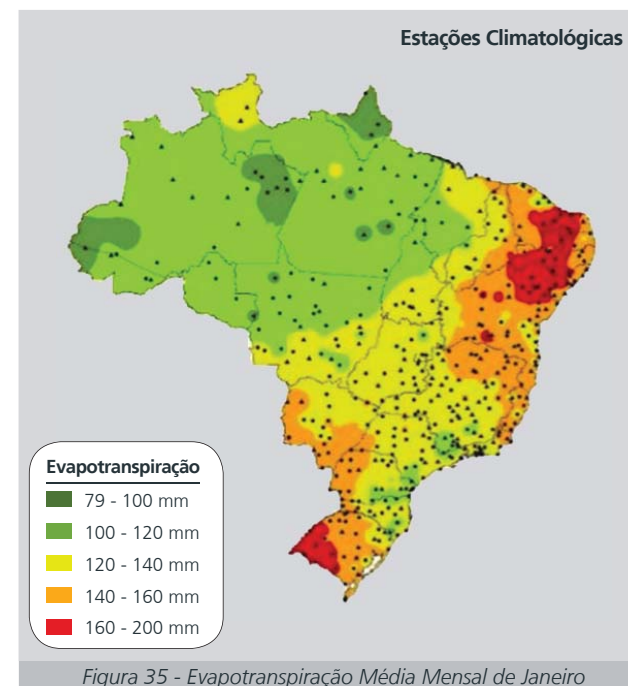 Estações Climatológicas
Evapotranspiração
79 - 100 mm
100 - 120 mm
120 - 140 mm
140 - 160 mm
160 - 200 mm
Figura 35 - Evapotranspiração Média Mensal de Janeiro